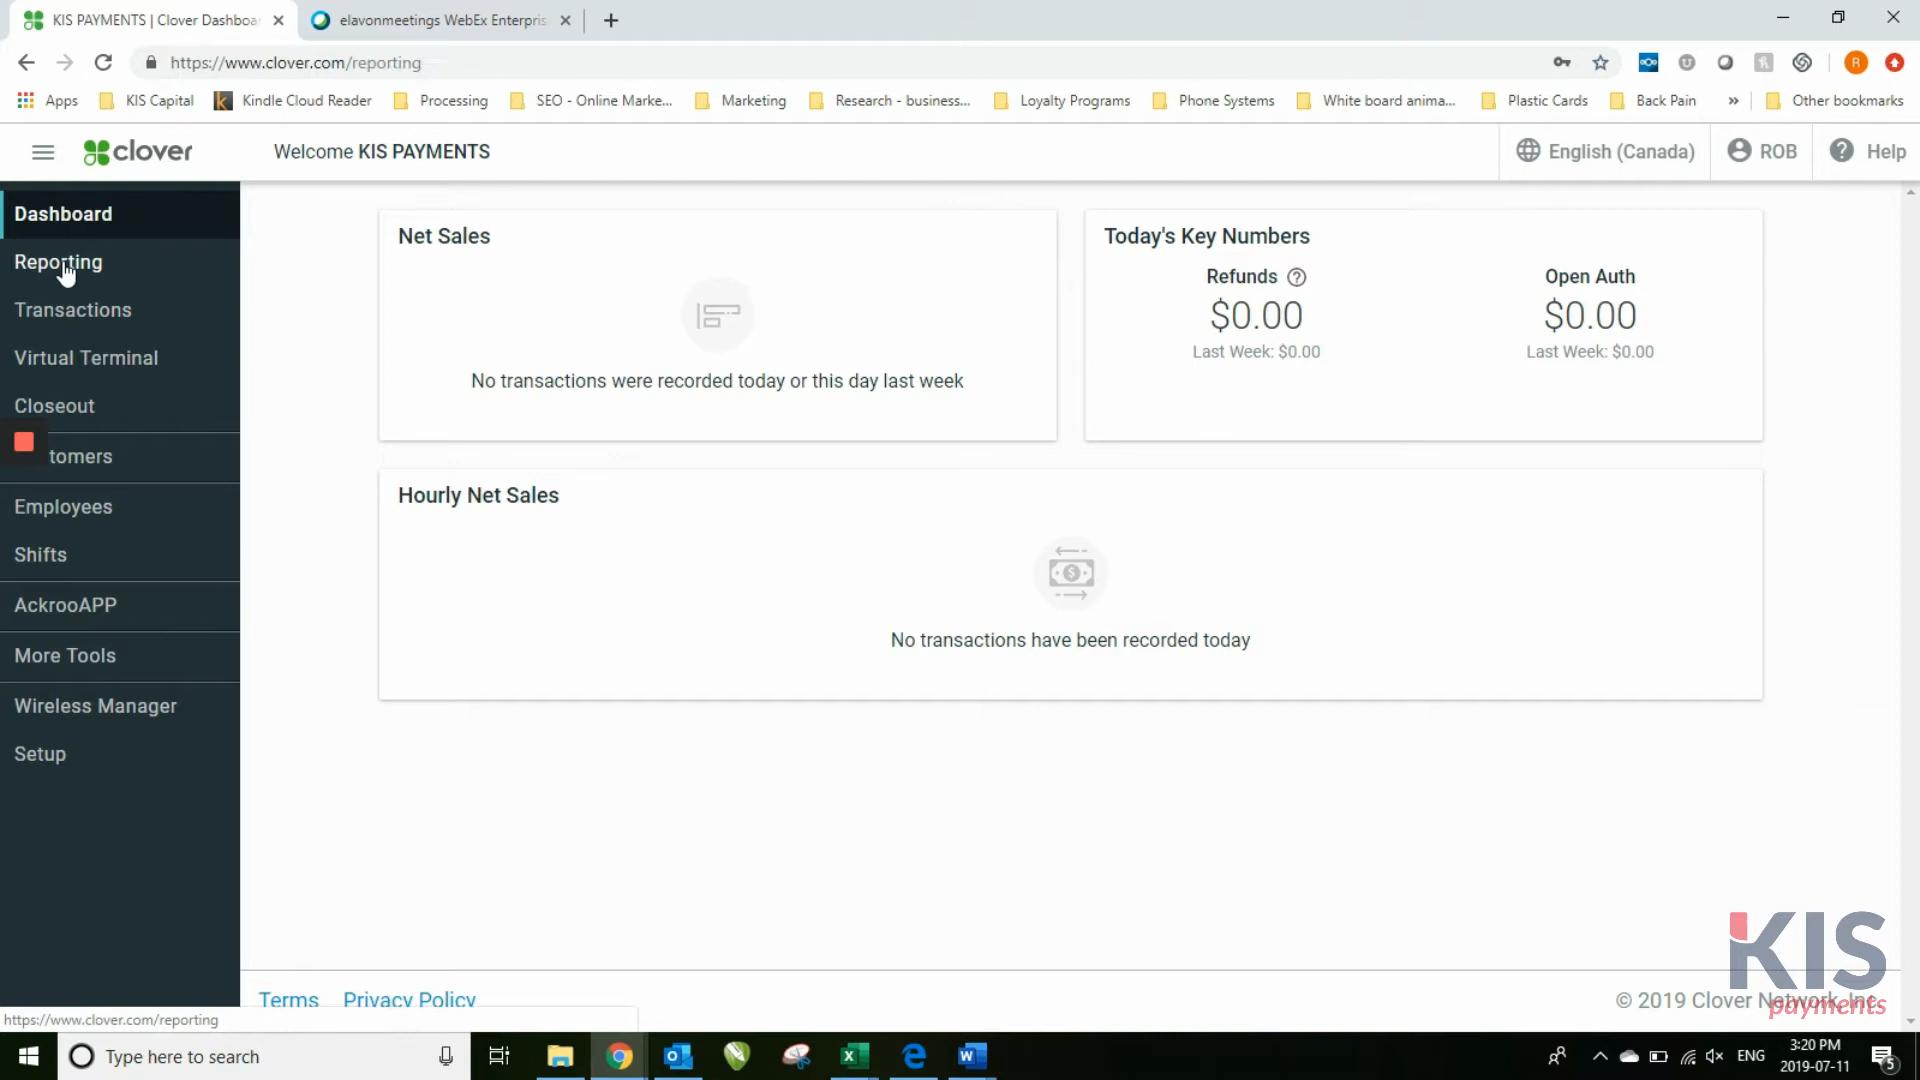 KIS PAYMENTS | Clover Dashboa
elavonmeetings WebEx Enterpris
https://www.clover.com/reporting
R
Apps
KIS Capital
Kindle Cloud Reader
Processing
SEO - Online Marke...
Marketing
Research - business...
Loyalty Programs
Phone Systems
White board anima...
Plastic Cards
Back Pain
»
Other bookmarks
clover
Welcome KIS PAYMENTS
English (Canada)
ROB
Help
Dashboard
Reporting
Transactions
Virtual Terminal
Closeout
tomers
Employees
Shifts
AckrooAPP
More Tools
Wireless Manager
Setup
Net Sales
No transactions were recorded today or this day last week
Today's Key Numbers
Refunds
$0.00
Last Week: $0.00
Open Auth
$0.00
Last Week: $0.00
Hourly Net Sales
No transactions have been recorded today
Terms
Privacy Policy
© 2019 Clover Network, Inc.
KIS
payments
https://www.clover.com/reporting
Type here to search
ENG
3:20 PM
2019-07-11
5